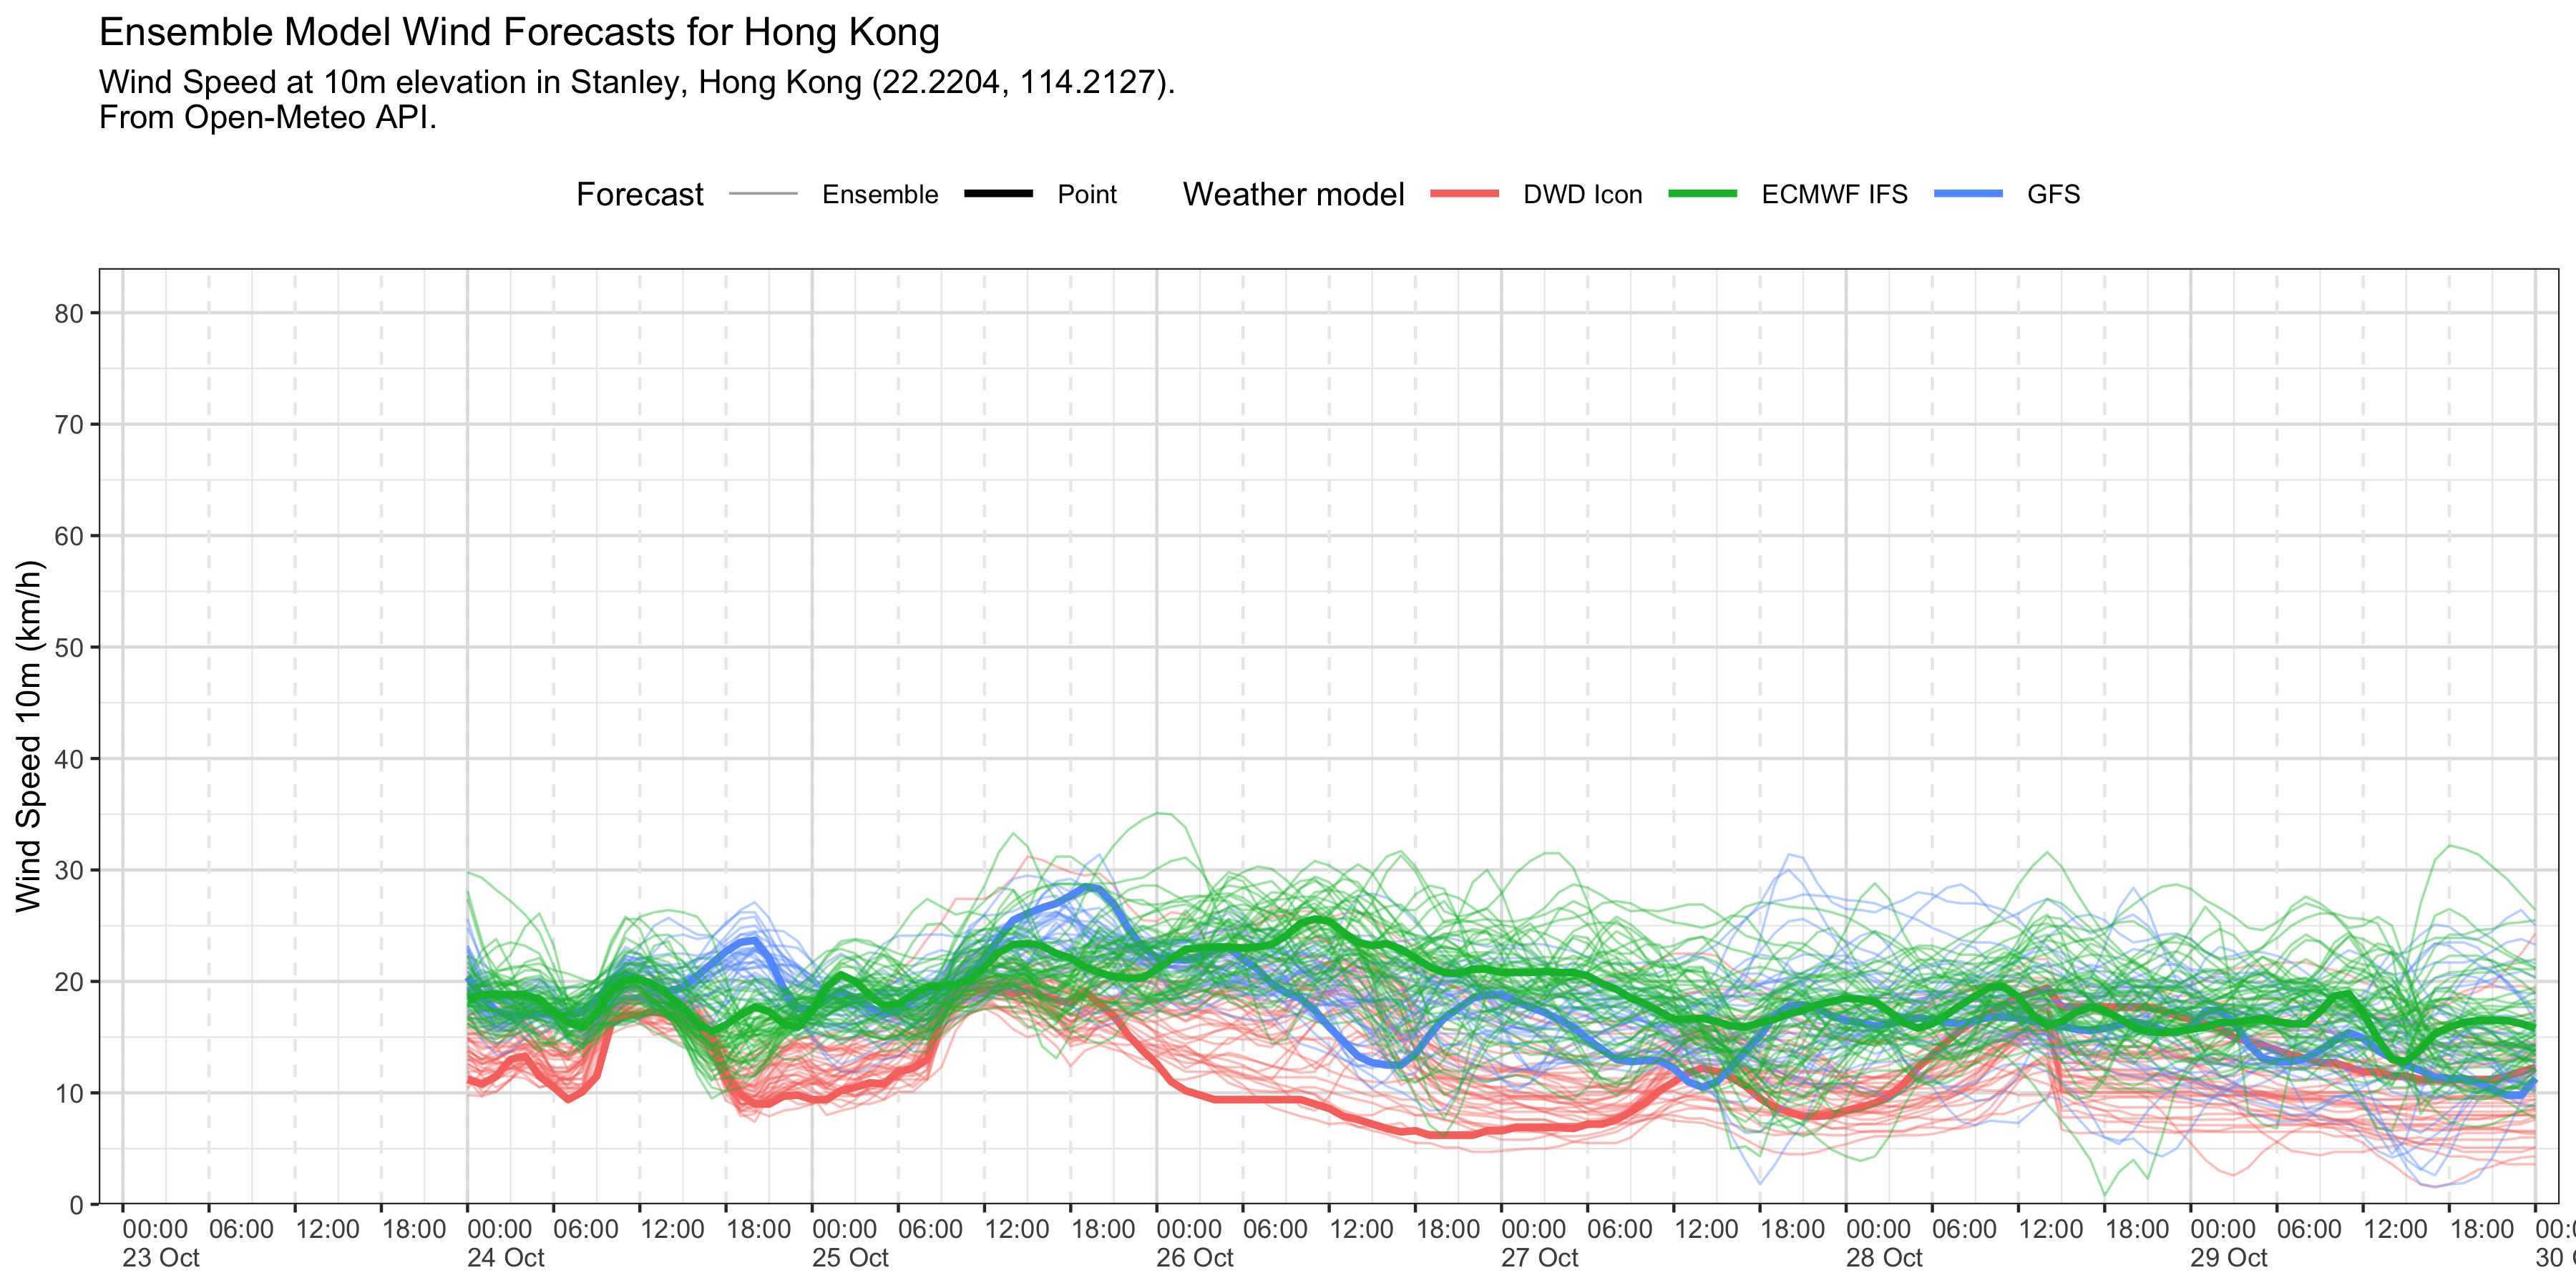 Ensemble Model Wind Forecasts for Hong Kong
Wind Speed at 10m elevation in Stanley, Hong Kong (22.2204, 114.2127).
From Open-Meteo API.
Forecast Ensemble Point Weather model DWD Icon ECMWF IFS GFS
Wind Speed 10m (km/h)
80
70
60
50
40
30
20
10
0
00:00 06:00 12:00 18:00 00:00 06:00 12:00 18:00 00:00 06:00 12:00 18:00 00:00 06:00 12:00 18:00 00:00 06:00 12:00 18:00 00:00 06:00 12:00 18:00 00:00 06:00 12:00 18:00
23 Oct 24 Oct 25 Oct 26 Oct 27 Oct 28 Oct 29 Oct 30